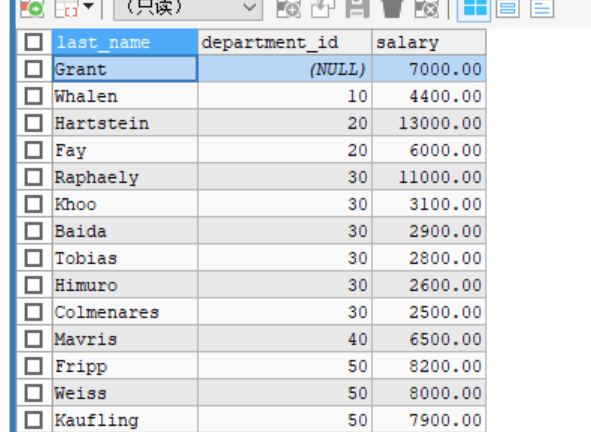 （只读）
last_name department_id salary
Grant (NULL) 7000.00
Whalen 10 4400.00
Hartstein 20 13000.00
Fay 20 6000.00
Raphaely 30 11000.00
Khoo 30 3100.00
Baida 30 2900.00
Tobias 30 2800.00
Himuro 30 2600.00
Colmenares 30 2500.00
Mavris 40 6500.00
Fripp 50 8200.00
Weiss 50 8000.00
Kaufling 50 7900.00